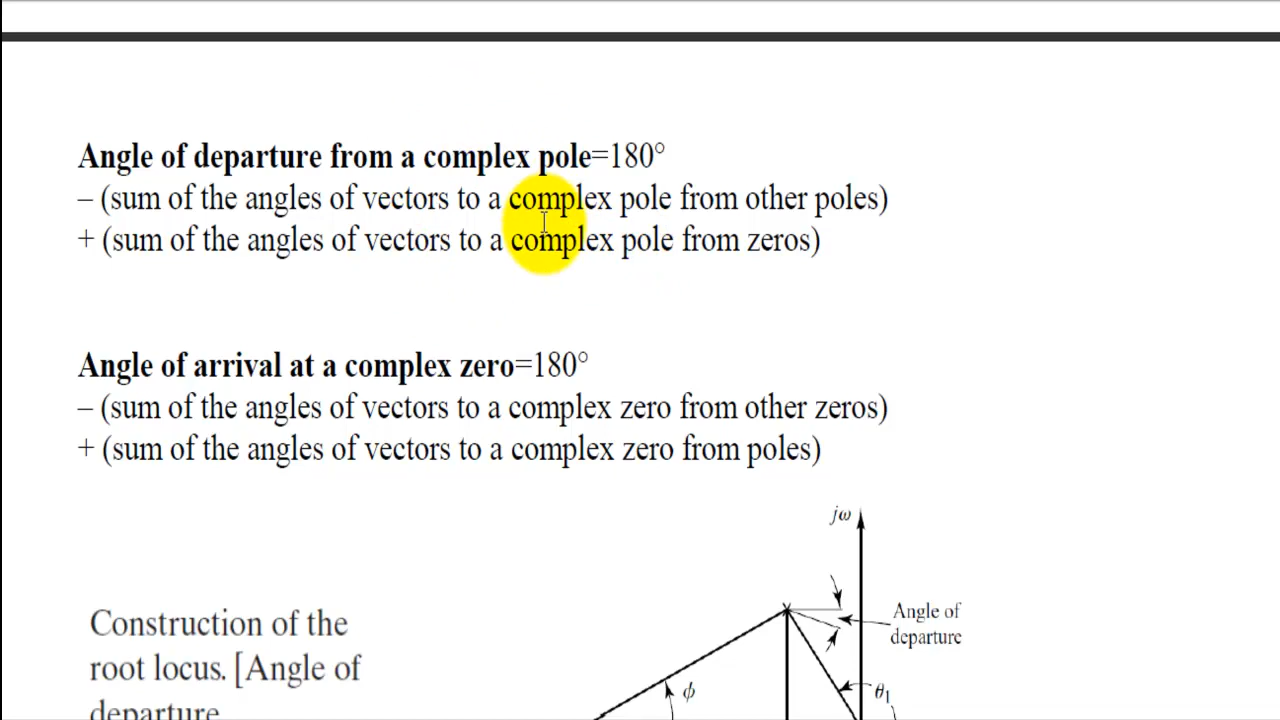 Angle of departure from a complex pole=180°
– (sum of the angles of vectors to a complex pole from other poles)
+ (sum of the angles of vectors to a complex pole from zeros)
Angle of arrival at a complex zero=180°
– (sum of the angles of vectors to a complex zero from other zeros)
+ (sum of the angles of vectors to a complex zero from poles)
jω
Angle of
departure
Construction of the
root locus. [Angle of
departure
ϕ
θ1